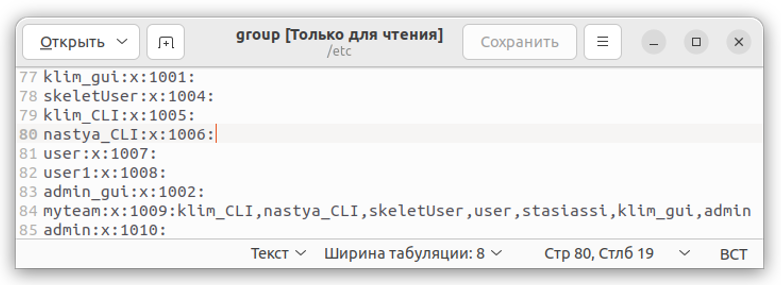 Открыть
group [Только для чтения]
/etc
Сохранить
77 klim_gui:x:1001:
78 skeletUser:x:1004:
79 klim_CLI:x:1005:
80 nastya_CLI:x:1006:
81 user:x:1007:
82 user1:x:1008:
83 admin_gui:x:1002:
84 myteam:x:1009:klim_CLI,nastya_CLI,skeletUser,user,stasiassi,klim_gui,admin
85 admin:x:1010:
Текст Ширина табуляции: 8 Стр 80, Стлб 19 ВСТ